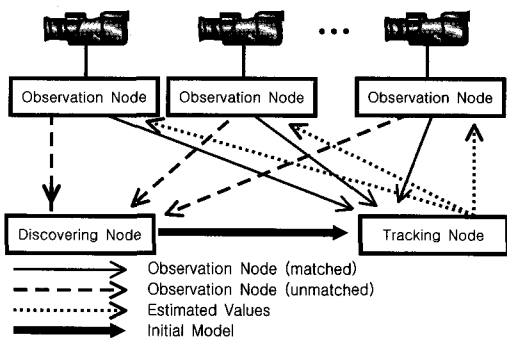 Observation Node Observation Node Observation Node
Discovering Node Tracking Node
Observation Node (matched)
Observation Node (unmatched)
Estimated Values
Initial Model